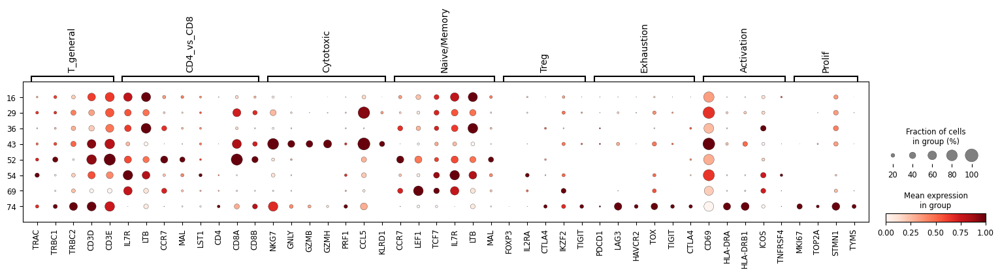 T_general
CD4_vs_CD8
Cytotoxic
Naive/Memory
Treg
Exhaustion
Activation
Prolif
16
29
36
43
52
54
69
74
TRAC
TRBC1
TRBC2
CD3D
CD3E
IL7R
LTB
CCR7
MAL
LST1
CD4
CD8A
CD8B
NKG7
GNLY
GZMB
GZMH
PRF1
CCL5
KLRD1
CCR7
LEF1
TCF7
IL7R
LTB
MAL
FOXP3
IL2RA
CTLA4
IKZF2
TIGIT
PDCD1
LAG3
HAVCR2
TOX
TIGIT
CTLA4
CD69
HLA-DRA
HLA-DRB1
ICOS
TNFRSF4
MKI67
TOP2A
STMN1
TYMS
Fraction of cells
in group (%)
20 40 60 80 100
Mean expression
in group
0.00 0.25 0.50 0.75 1.00